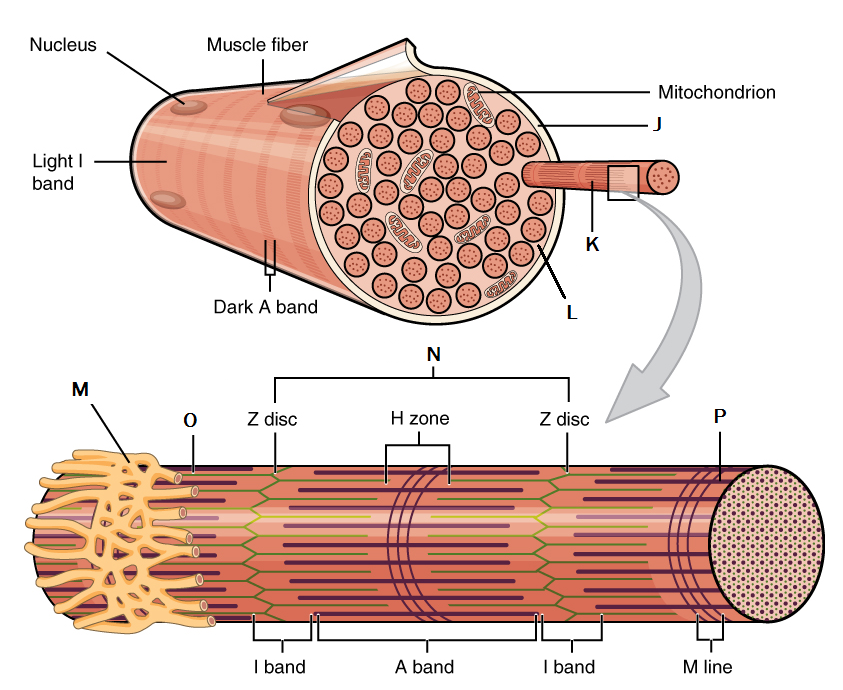 Nucleus
Muscle fiber
Mitochondrion
J
Light I
band
K
Dark A band
L
N
M
O
Z disc
H zone
Z disc
P
I band
A band
I band
M line